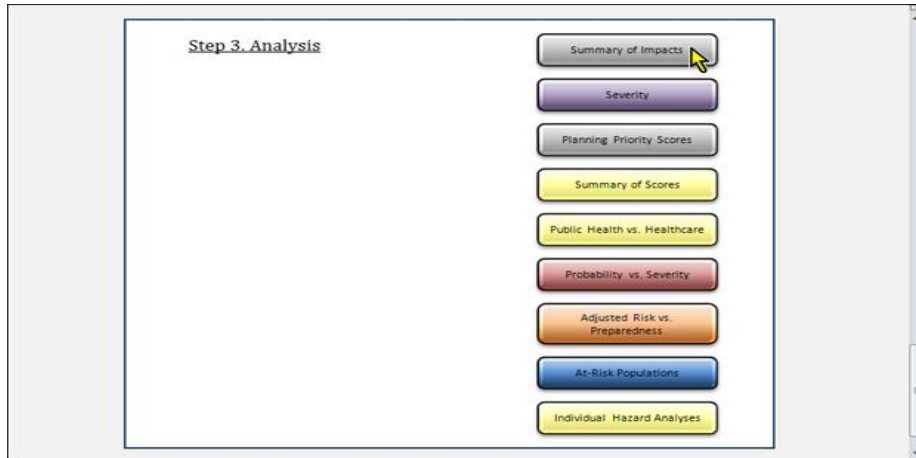 Step 3. Analysis
Summary of Impacts
Severity
Planning Priority Scores
Summary of Scores
Public Health vs. Healthcare
Probability vs. Severity
Adjusted Risk vs.
Preparedness
At-Risk Populations
Individual Hazard Analyses